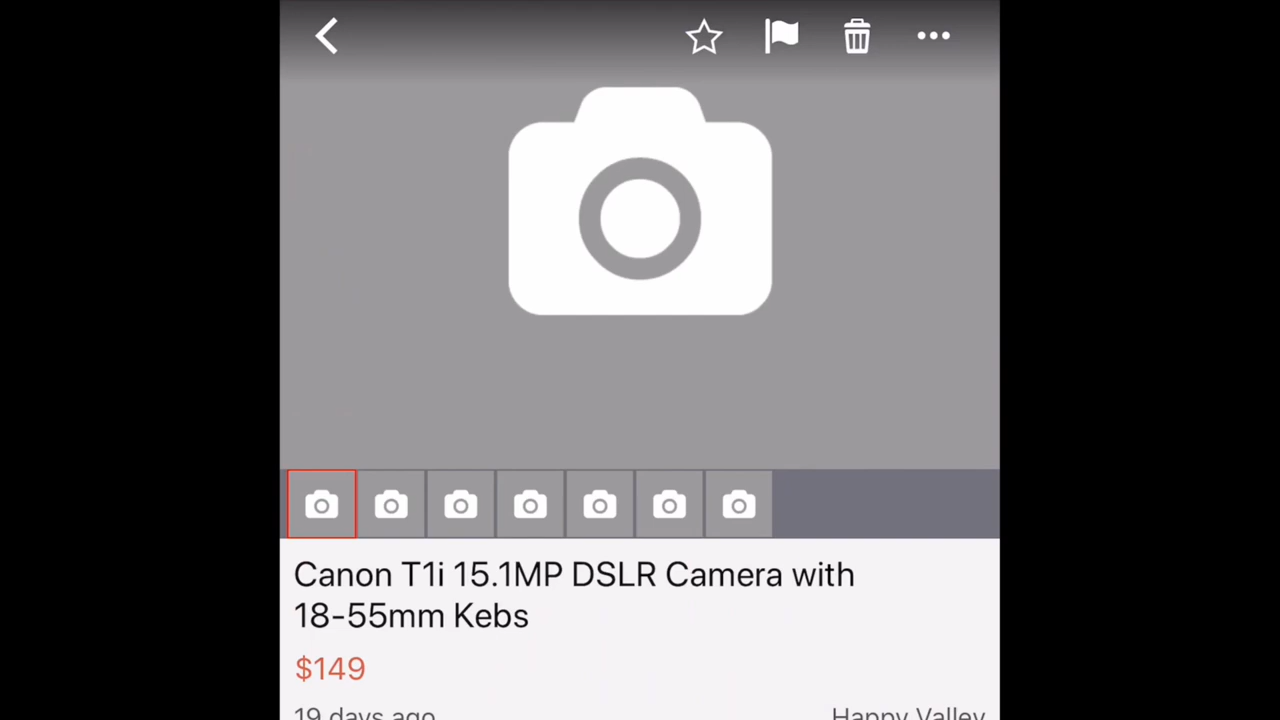 Canon T1i 15.1MP DSLR Camera with
18-55mm Kebs
$149
19 days ago
Happy Valley